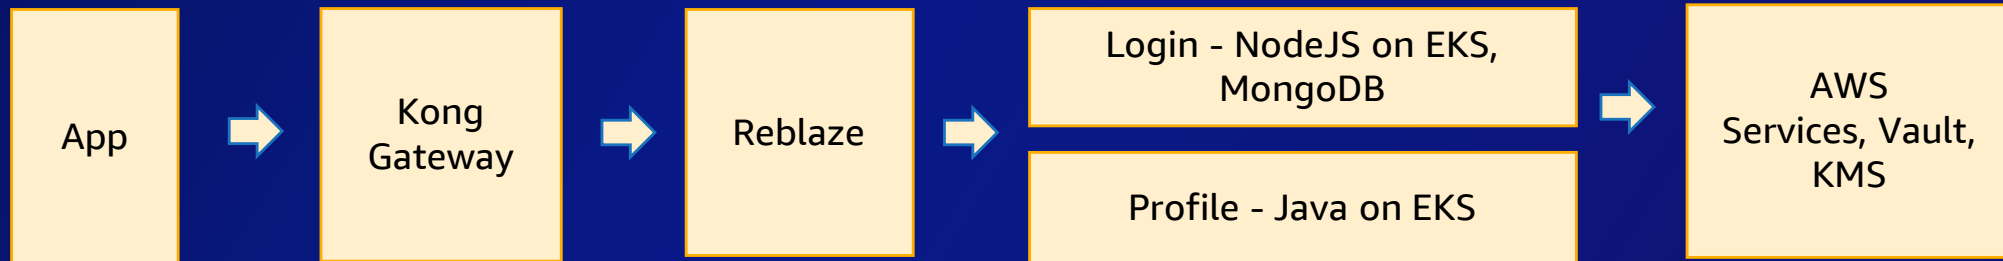 App
Kong
Gateway
Reblaze
Login - NodeJS on EKS,
MongoDB
Profile - Java on EKS
AWS
Services, Vault,
KMS